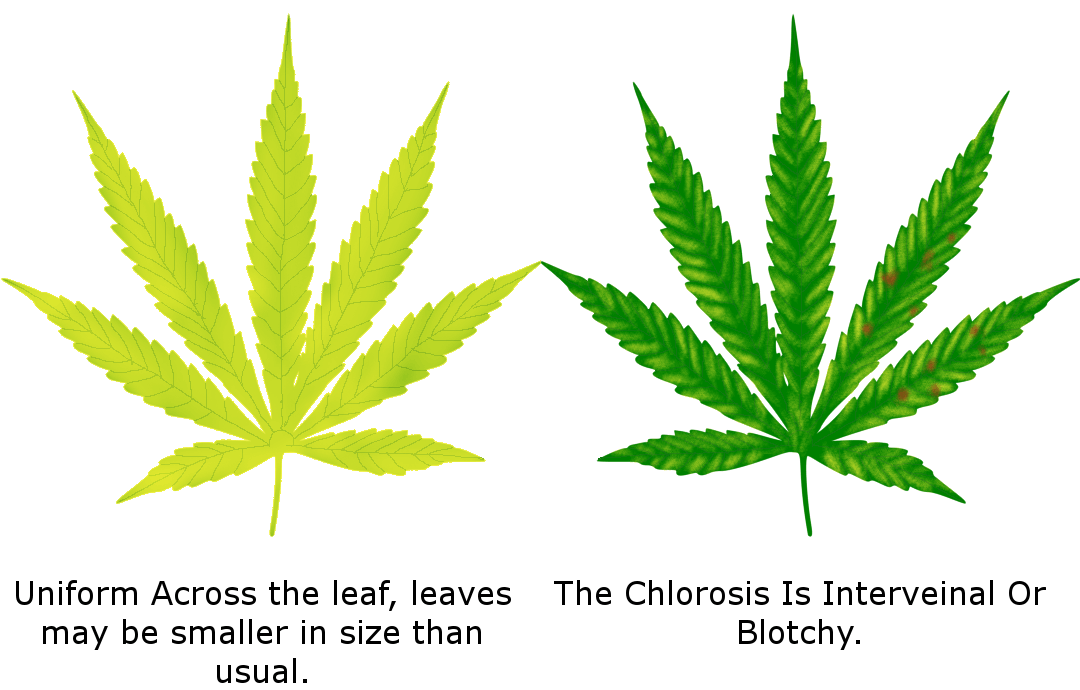 Uniform Across the leaf, leaves
may be smaller in size than
usual.
The Chlorosis Is Interveinal Or
Blotchy.